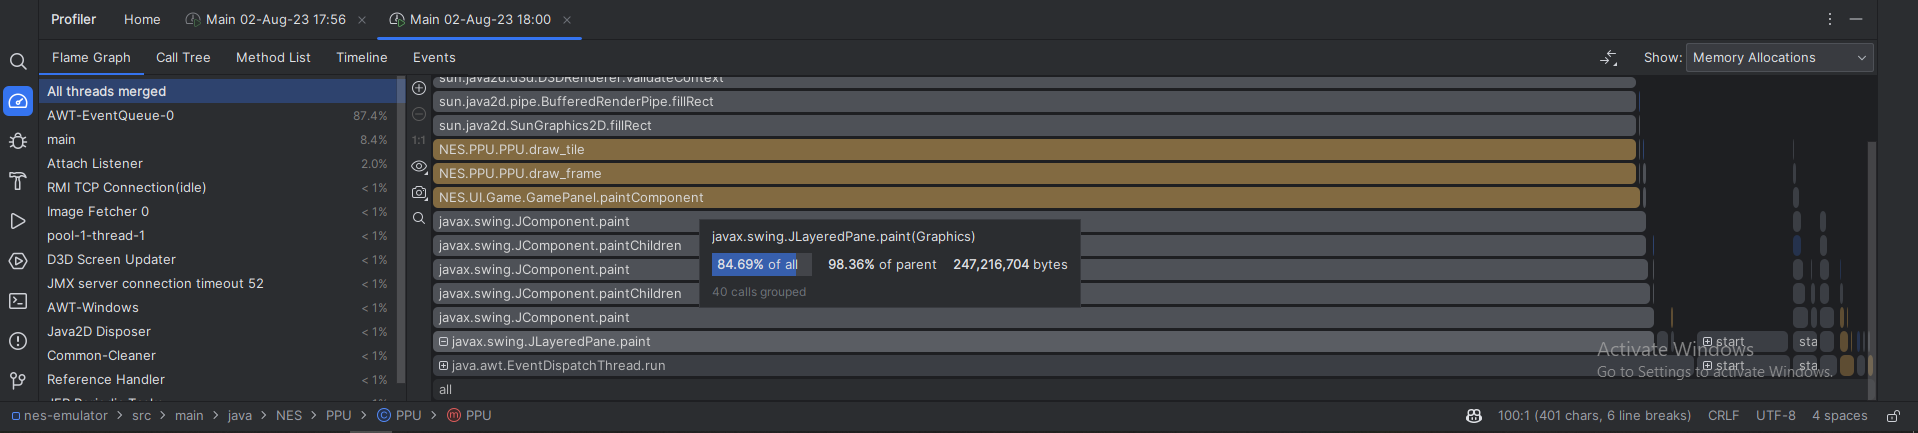 Profiler Home Main 02-Aug-23 17:56 Main 02-Aug-23 18:00
Flame Graph Call Tree Method List Timeline Events Show: Memory Allocations
All threads merged
AWT-EventQueue-0 87.4%
main 8.4%
Attach Listener 2.0%
RMI TCP Connection(idle) < 1%
Image Fetcher 0 < 1%
pool-1-thread-1 < 1%
D3D Screen Updater < 1%
JMX server connection timeout 52 < 1%
AWT-Windows < 1%
Java2D Disposer < 1%
Common-Cleaner < 1%
Reference Handler < 1%
1:1
sun.java2d.d3d.D3DRenderer.validateContext
sun.java2d.pipe.BufferedRenderPipe.fillRect
sun.java2d.SunGraphics2D.fillRect
NES.PPU.PPU.draw_tile
NES.PPU.PPU.draw_frame
NES.UI.Game.GamePanel.paintComponent
javax.swing.JComponent.paint
javax.swing.JComponent.paintChildren
javax.swing.JComponent.paint
javax.swing.JComponent.paintChildren
javax.swing.JComponent.paint
javax.swing.JLayeredPane.paint start sta
java.awt.EventDispatchThread.run start sta
all
javax.swing.JLayeredPane.paint(Graphics)
84.69% of all 98.36% of parent 247,216,704 bytes
40 calls grouped
Activate Windows
Go to Settings to activate Windows.
nes-emulator > src > main > java > NES > PPU > PPU > PPU 100:1 (401 chars, 6 line breaks) CRLF UTF-8 4 spaces